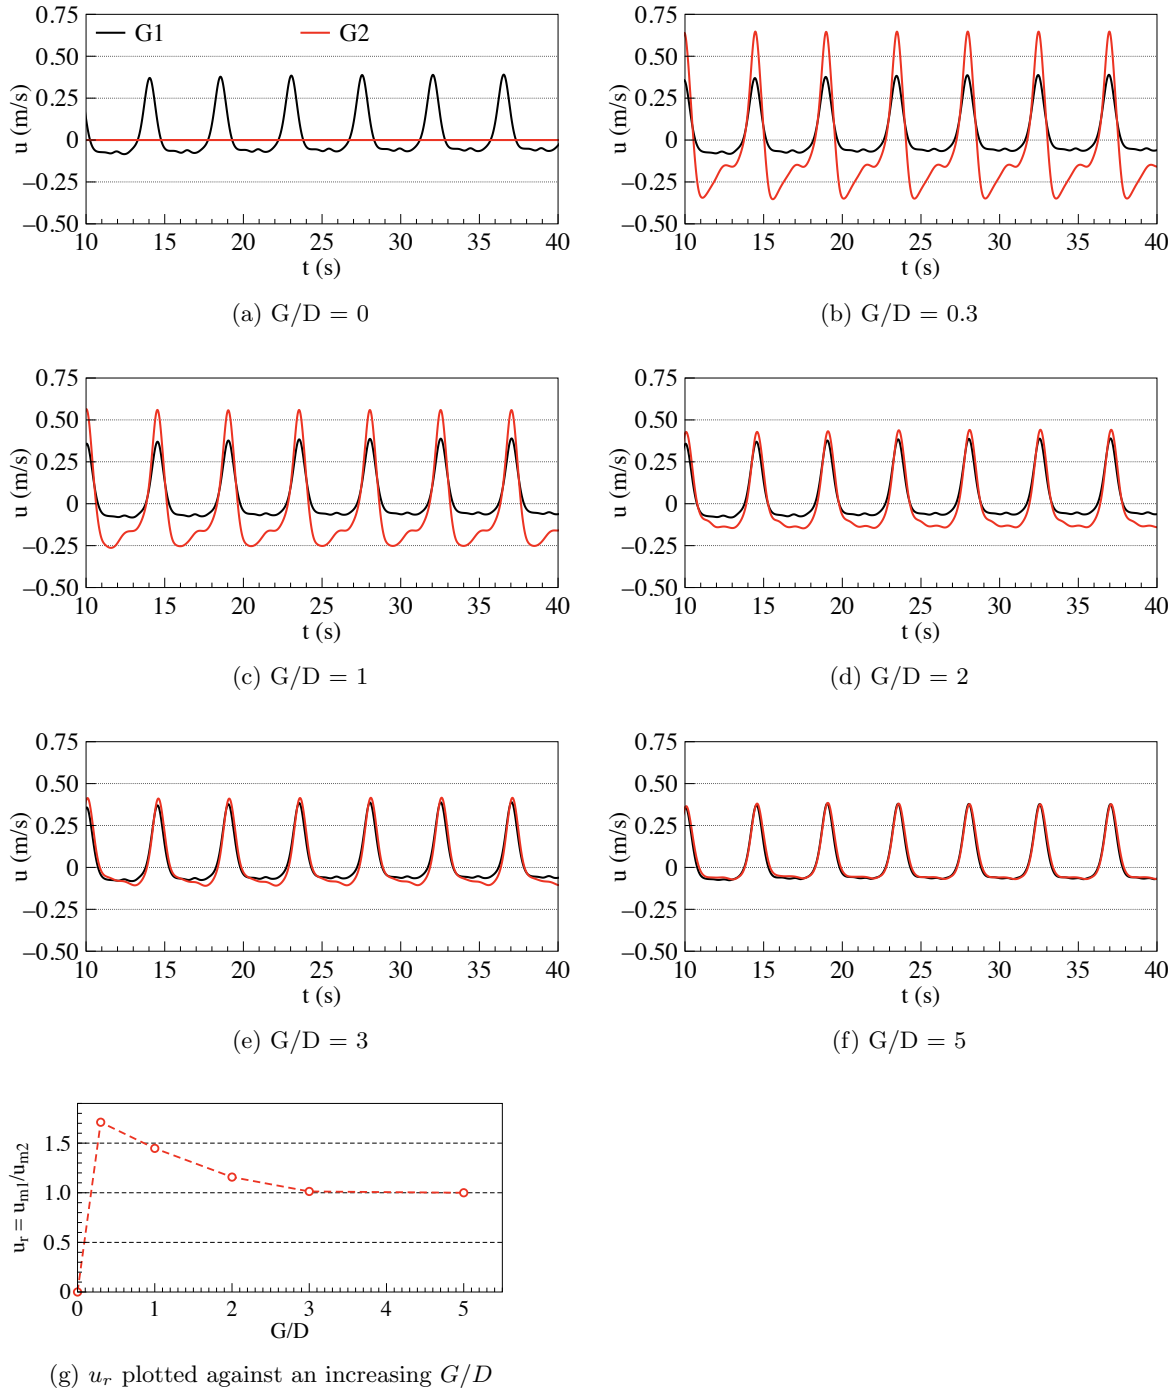 G1 G2
0.75
0.50
0.25
0
−0.25
−0.50
u (m/s)
10 15 20 25 30 35 40
t (s)
(a) G/D = 0
0.75
0.50
0.25
0
−0.25
−0.50
u (m/s)
10 15 20 25 30 35 40
t (s)
(b) G/D = 0.3
0.75
0.50
0.25
0
−0.25
−0.50
u (m/s)
10 15 20 25 30 35 40
t (s)
(c) G/D = 1
0.75
0.50
0.25
0
−0.25
−0.50
u (m/s)
10 15 20 25 30 35 40
t (s)
(d) G/D = 2
0.75
0.50
0.25
0
−0.25
−0.50
u (m/s)
10 15 20 25 30 35 40
t (s)
(e) G/D = 3
0.75
0.50
0.25
0
−0.25
−0.50
u (m/s)
10 15 20 25 30 35 40
t (s)
(f) G/D = 5
1.5
1.0
0.5
0
u_r = u_m1/u_m2
0 1 2 3 4 5
G/D
(g) u_r plotted against an increasing G/D